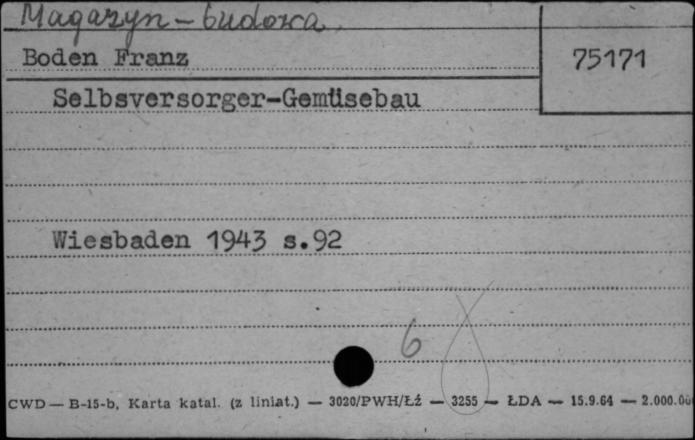 Magazyn - budowa
Boden Franz
75171
Selbsversorger-Gemüsebau
Wiesbaden 1943 s.92
6
CWD — B-15-b, Karta katal. (z liniat.) — 3020/PWH/Łź — 3255 — ŁDA — 15.9.64 — 2.000.00